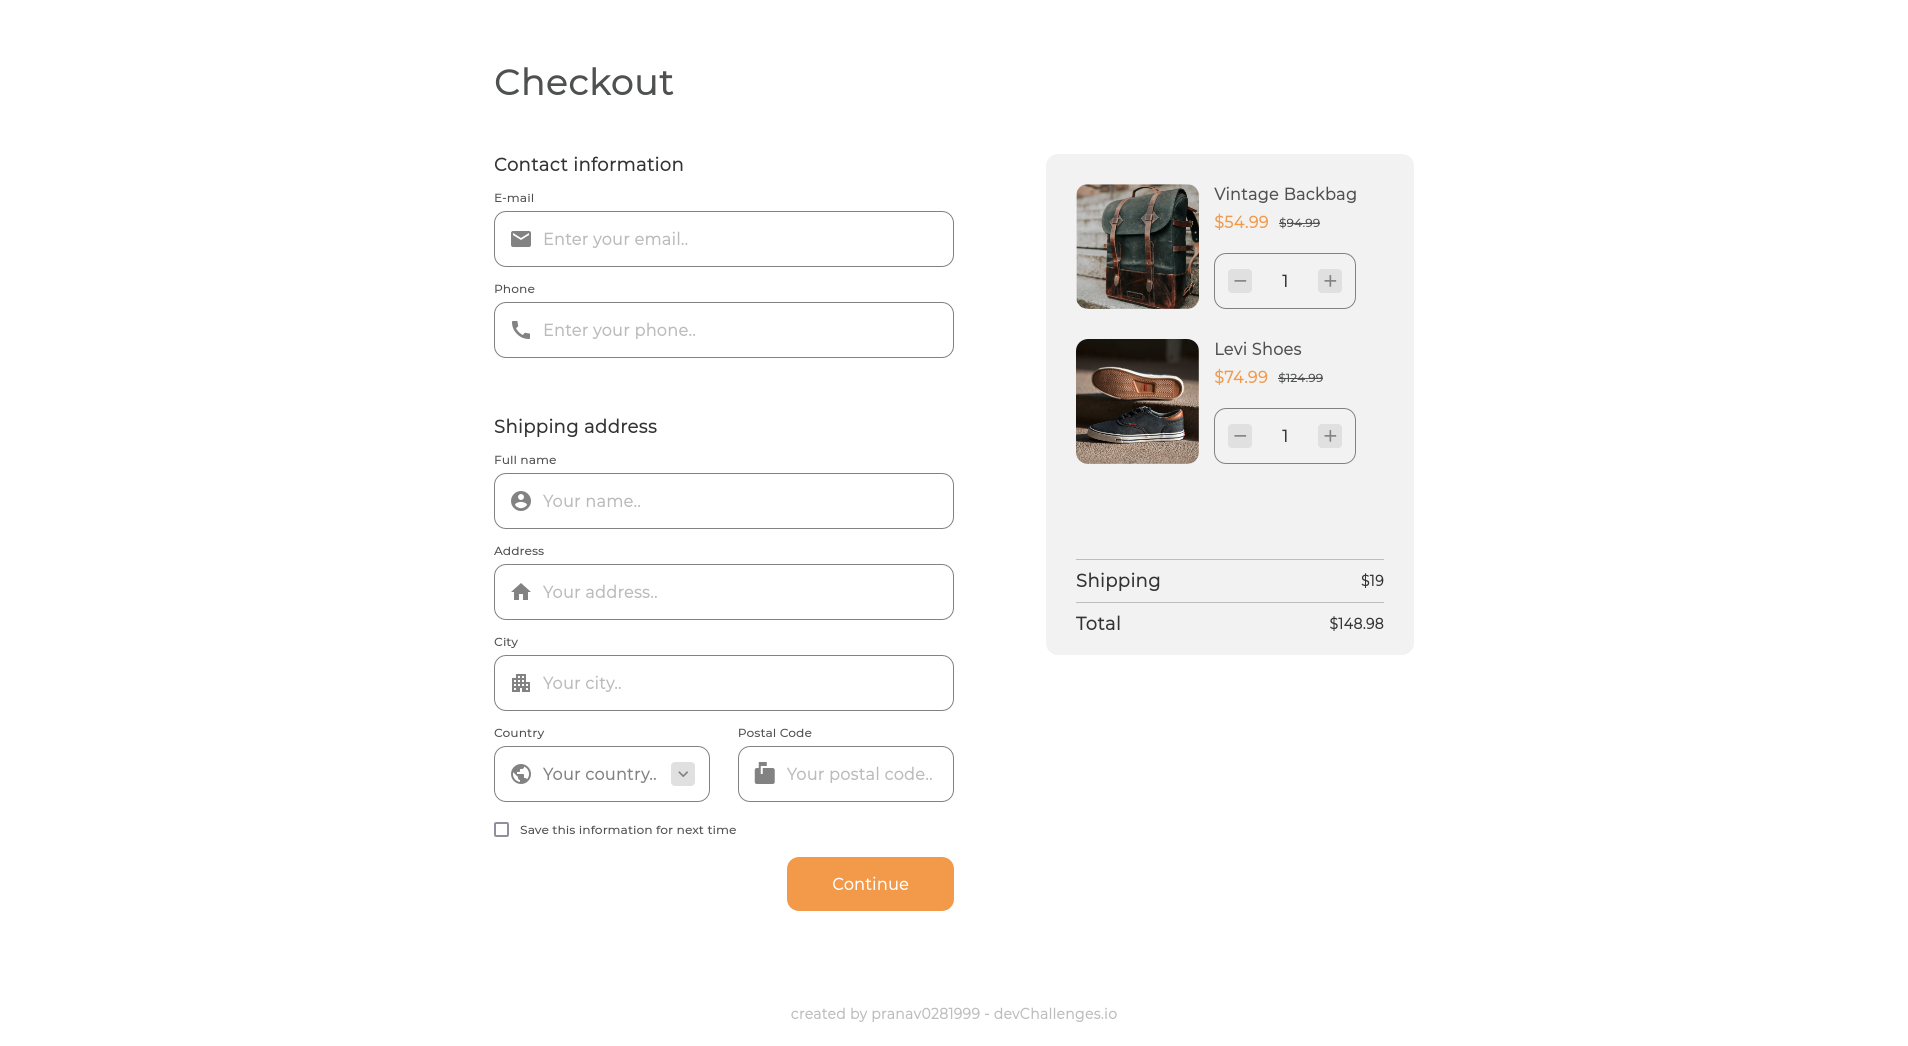 Checkout
Contact information
E-mail
Enter your email..
Phone
Enter your phone..
Shipping address
Full name
Your name..
Address
Your address..
City
Your city..
Country
Your country..
Postal Code
Your postal code..
Save this information for next time
Continue
Vintage Backbag
$54.99 $94.99
1
Levi Shoes
$74.99 $124.99
1
Shipping $19
Total $148.98
created by pranav0281999 - devChallenges.io